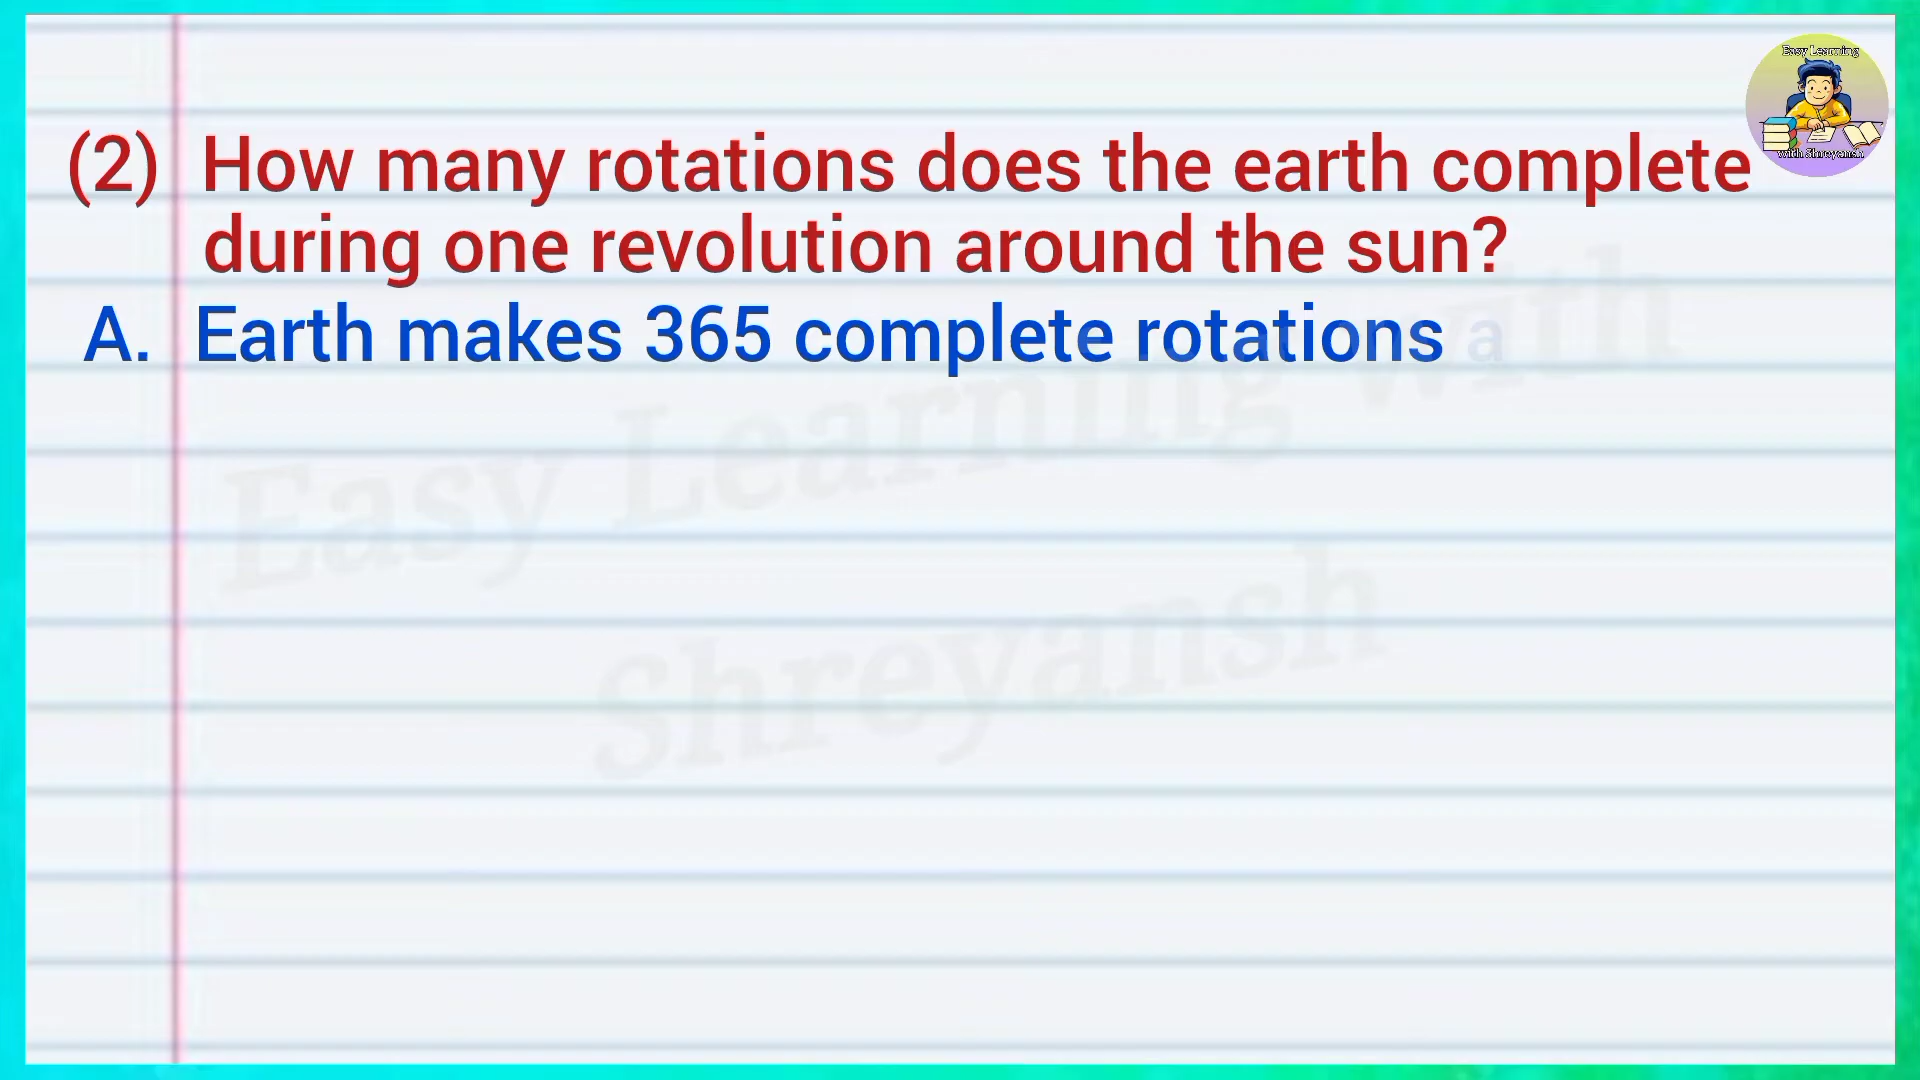 Easy Learning
with Shreyansh
(2) How many rotations does the earth complete
during one revolution around the sun?
A. Earth makes 365 complete rotations a
Easy Learning with
Shreyansh